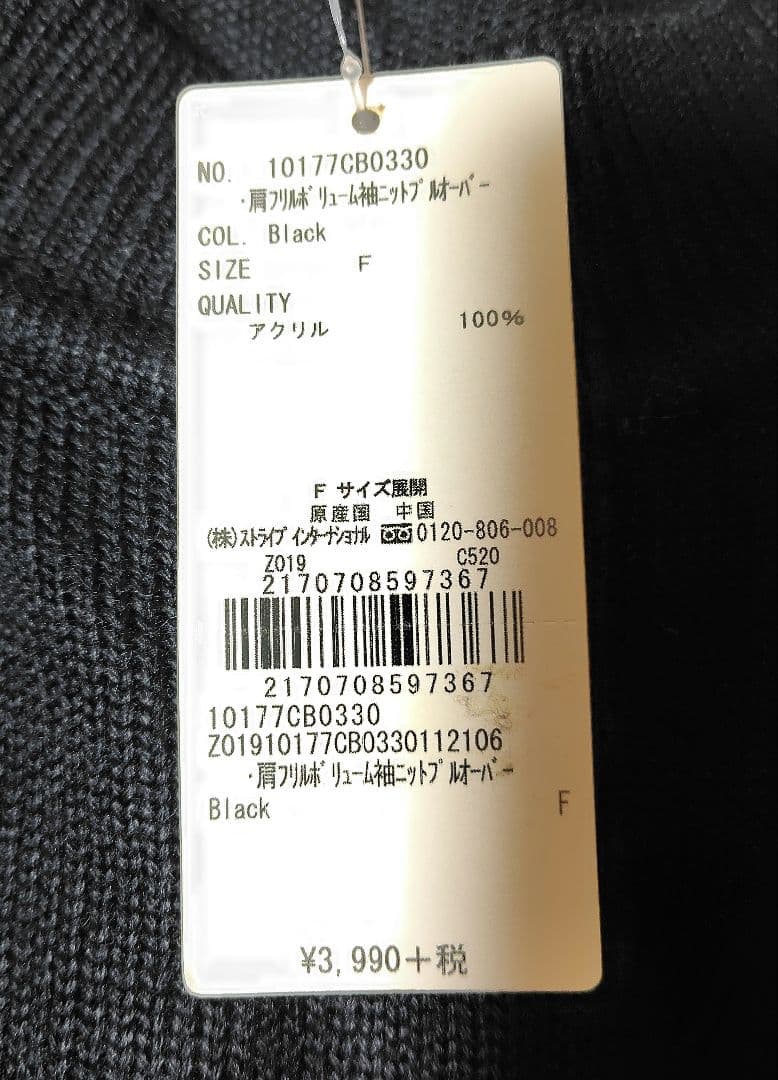 NO. 10177CB0330
・肩フリルボリューム袖ニットプルオーバー
COL. Black
SIZE F
QUALITY
アクリル 100%
F サイズ展開
原産国 中国
(株)ストライプインターナショナル 0120-806-008
Z019 C520
2170708597367
2170708597367
10177CB0330
Z01910177CB0330112106
・肩フリルボリューム袖ニットプルオーバー
Black F
¥3,990+税